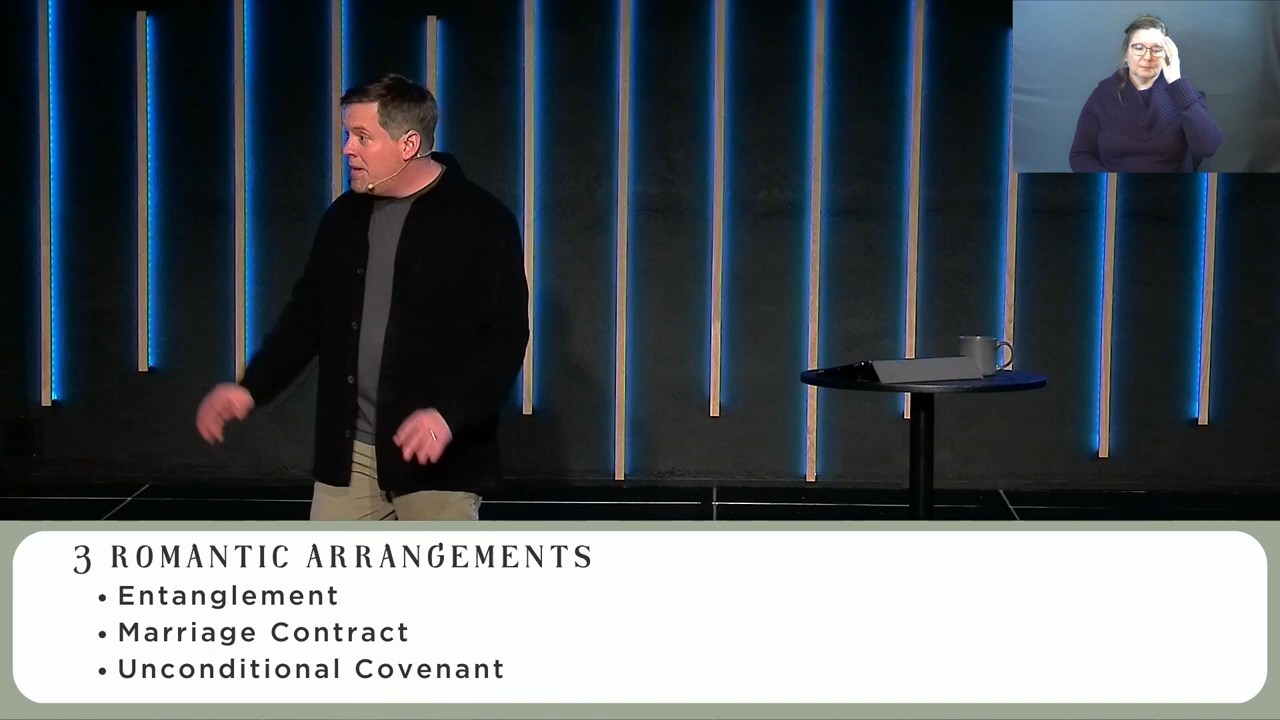 3 ROMANTIC ARRANGEMENTS
• Entanglement
• Marriage Contract
• Unconditional Covenant